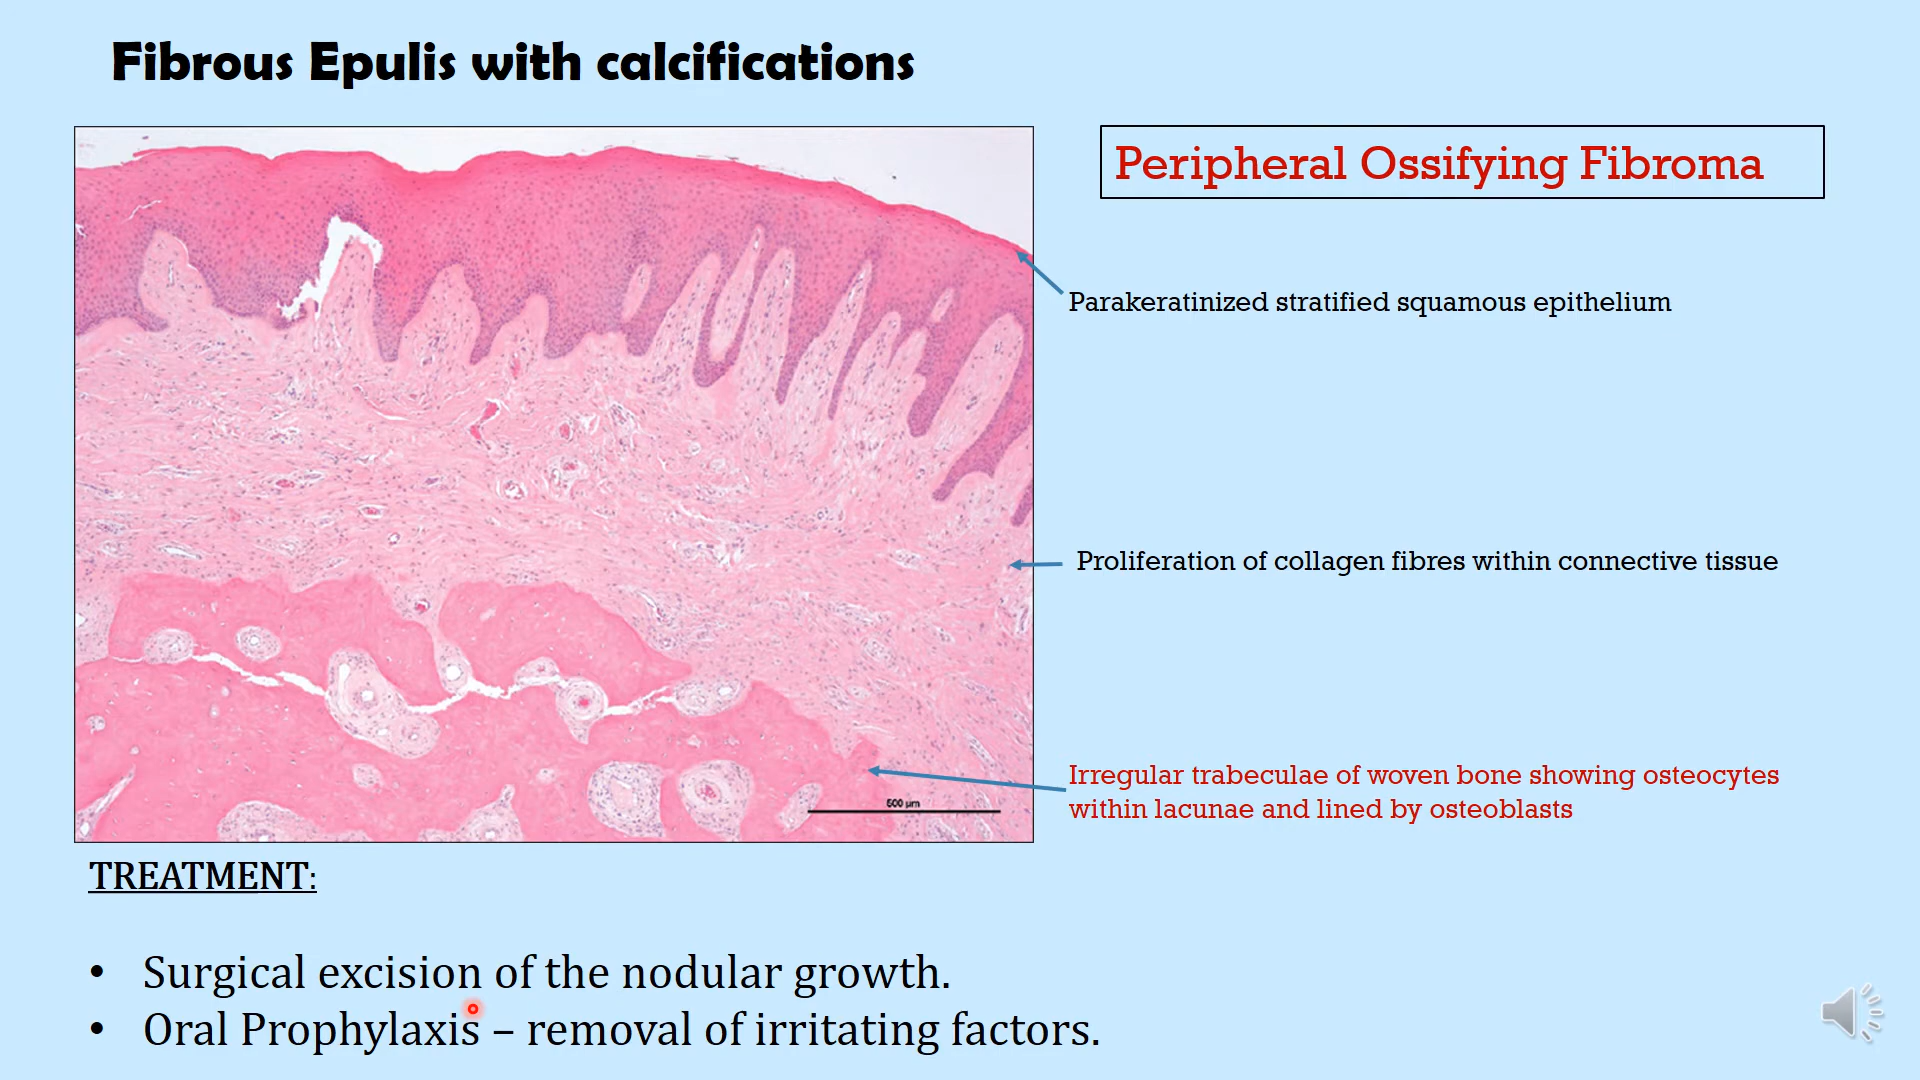 Fibrous Epulis with calcifications
Peripheral Ossifying Fibroma
Parakeratinized stratified squamous epithelium
Proliferation of collagen fibres within connective tissue
Irregular trabeculae of woven bone showing osteocytes
within lacunae and lined by osteoblasts
500 µm
TREATMENT:
• Surgical excision of the nodular growth.
• Oral Prophylaxis – removal of irritating factors.